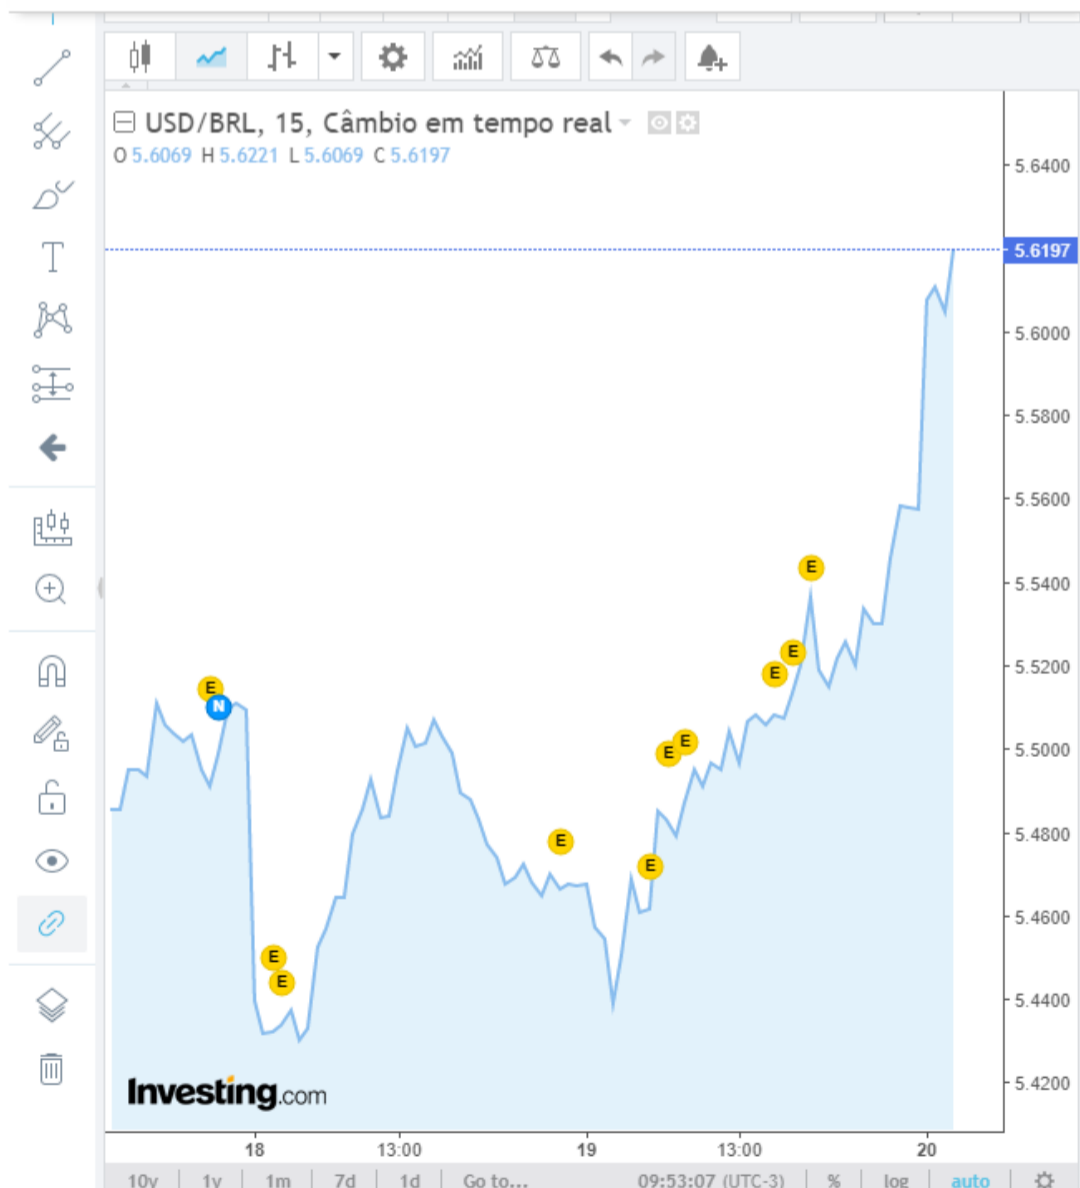 USD/BRL, 15, Câmbio em tempo real
O 5.6069 H 5.6221 L 5.6069 C 5.6197
5.6400
5.6197
5.6000
5.5800
5.5600
E
5.5400
E
5.5200
E
E
N
5.5000
E
E
5.4800
E
E
5.4600
E
E
5.4400
5.4200
Investing.com
18 13:00 19 13:00 20
10y 1y 1m 7d 1d Go to... 09:53:07 (UTC-3) % log auto